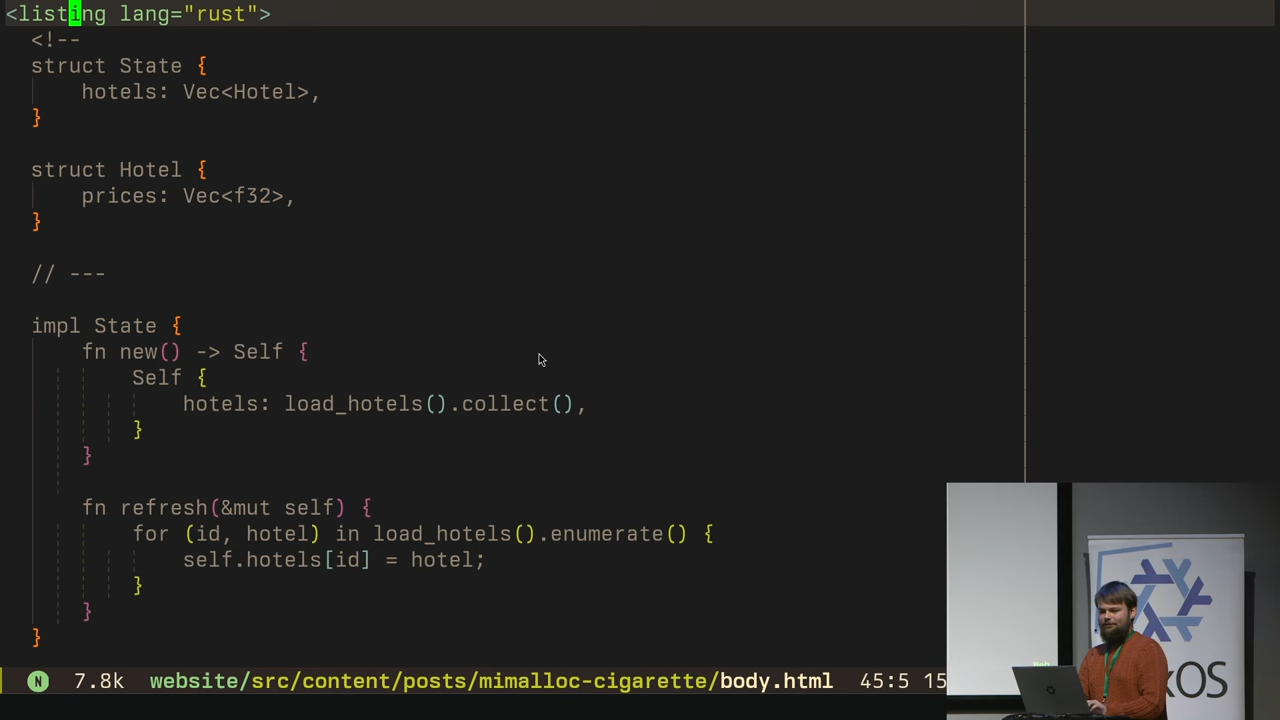 <listing lang="rust">
<!--
struct State {
hotels: Vec<Hotel>,
}
struct Hotel {
prices: Vec<f32>,
}
// ---
impl State {
fn new() -> Self {
Self {
hotels: load_hotels().collect(),
}
}
fn refresh(&mut self) {
for (id, hotel) in load_hotels().enumerate() {
self.hotels[id] = hotel;
}
}
}
N 7.8k website/src/content/posts/mimalloc-cigarette/body.html 45:5 15
Web
OS